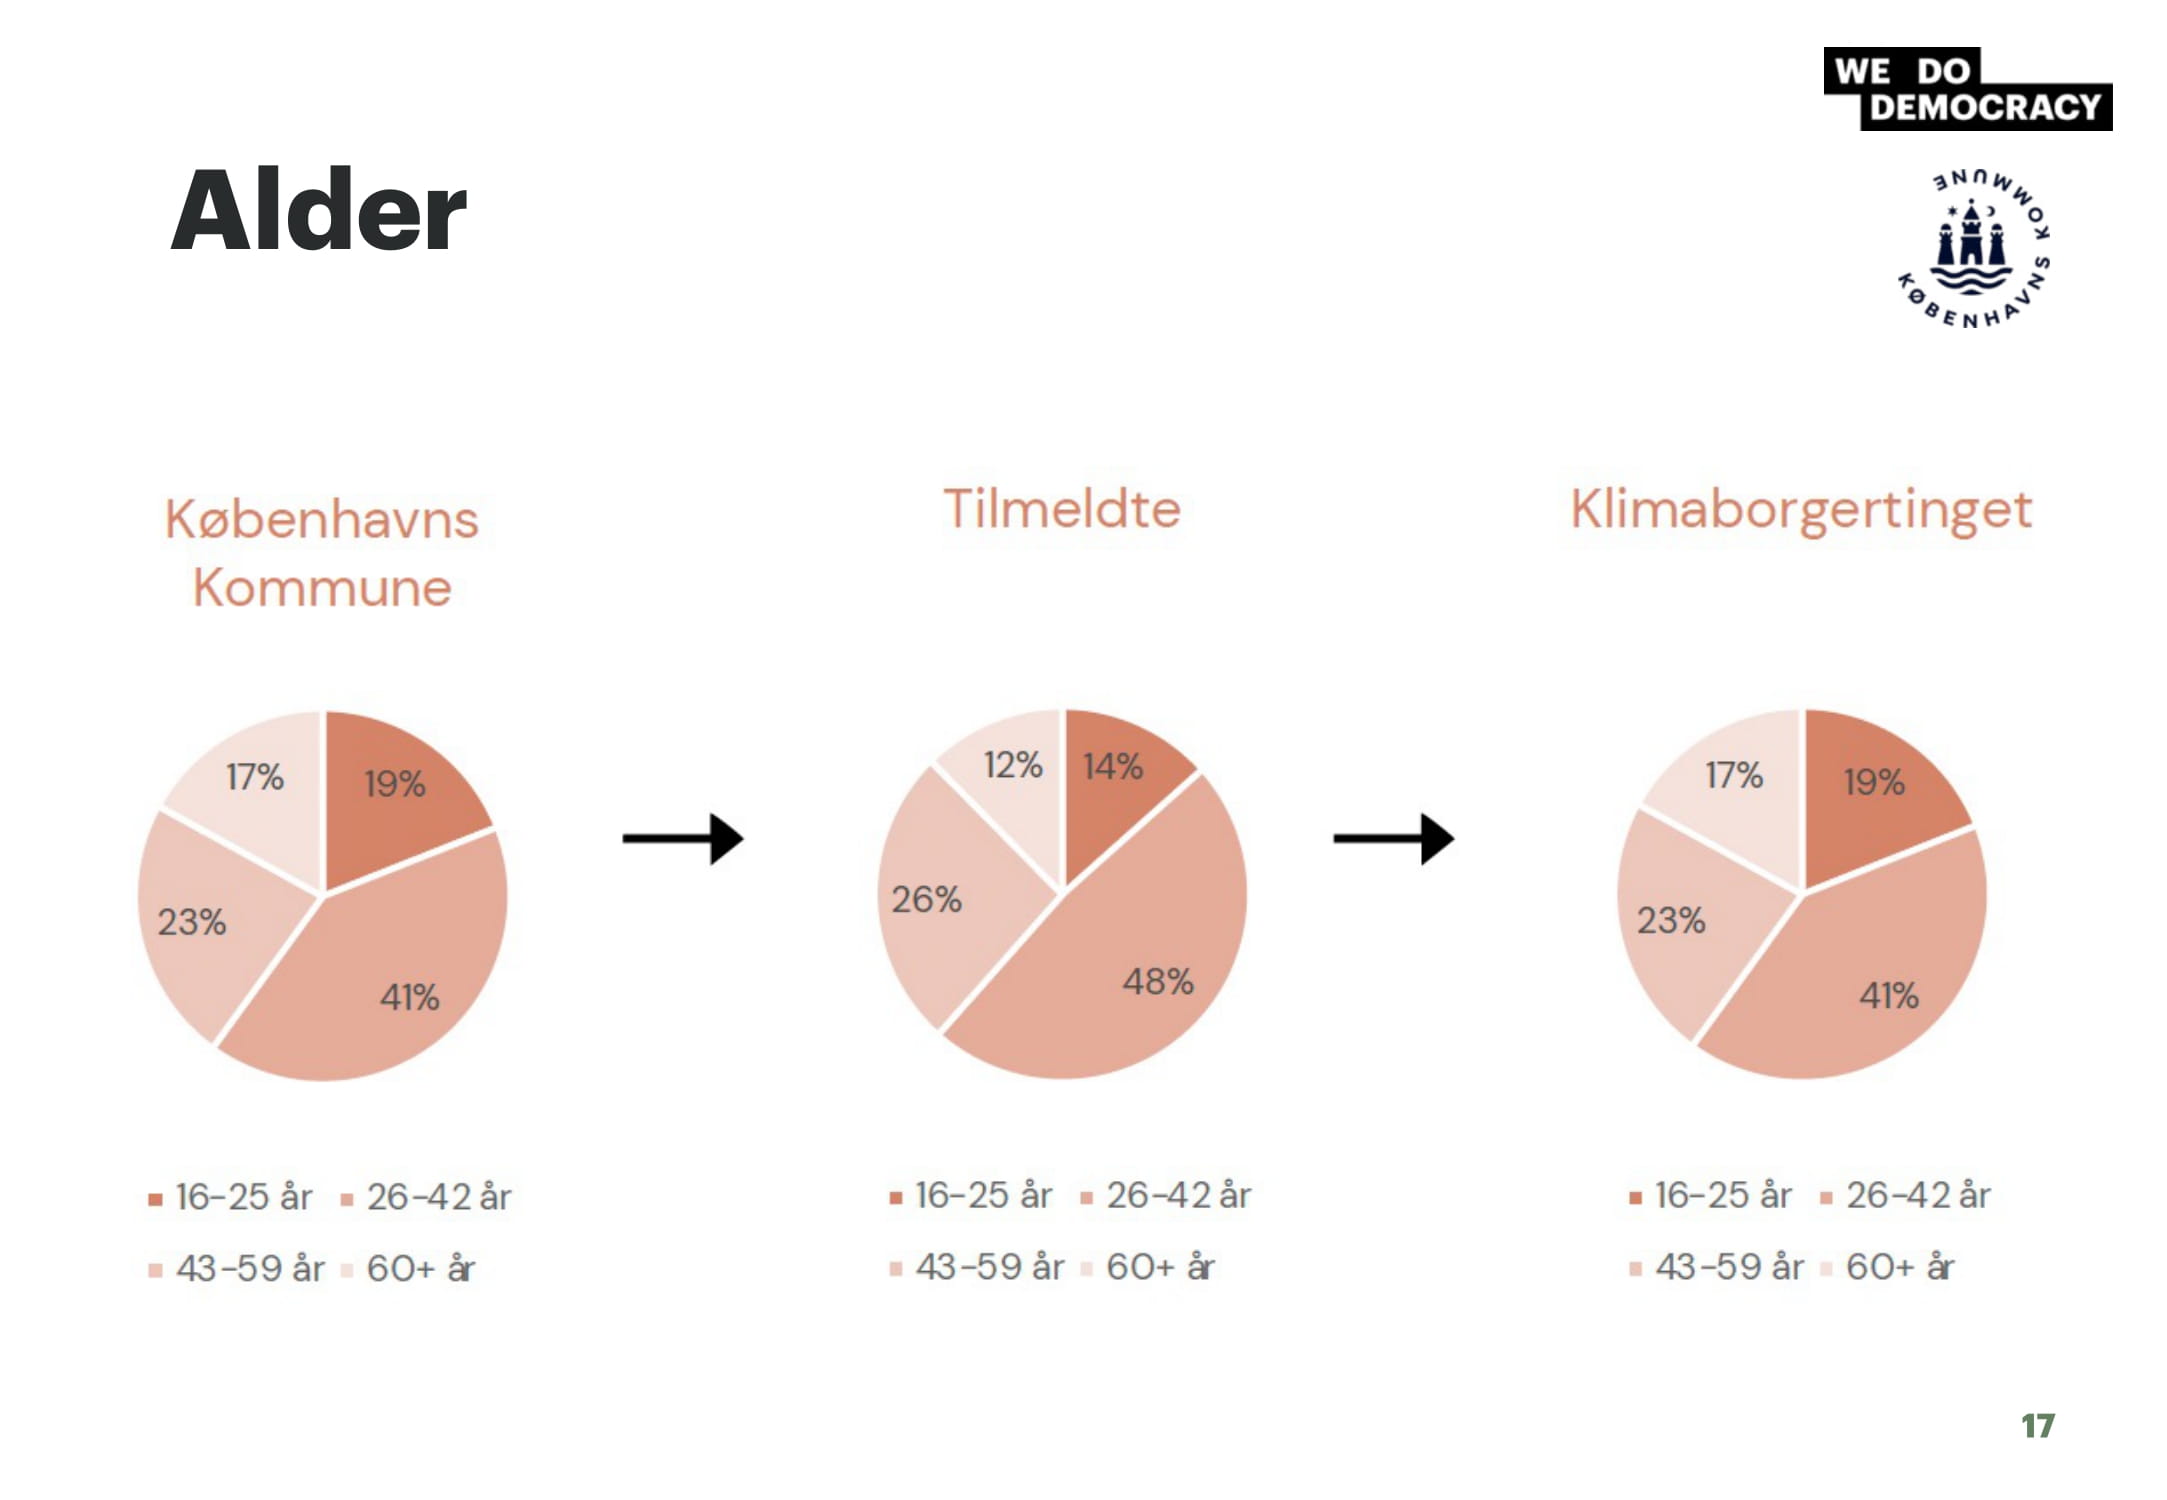 WE DO
DEMOCRACY
KØBENHAVNS KOMMUNE
Alder
Københavns
Kommune
17%
19%
23%
41%
16-25 år
26-42 år
43-59 år
60+ år
Tilmeldte
12%
14%
26%
48%
16-25 år
26-42 år
43-59 år
60+ år
Klimaborgertinget
17%
19%
23%
41%
16-25 år
26-42 år
43-59 år
60+ år
17